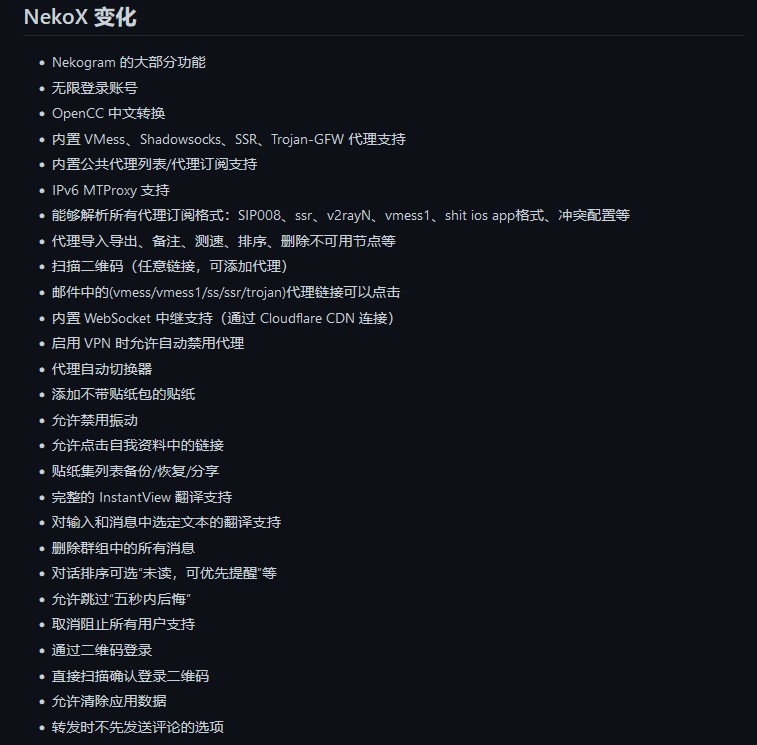 NekoX 变化
Nekogram 的大部分功能
无限登录账号
OpenCC 中文转换
内置 VMess、Shadowsocks、SSR、Trojan-GFW 代理支持
内置公共代理列表/代理订阅支持
IPv6 MTProxy 支持
能够解析所有代理订阅格式：SIP008、ssr、v2rayN、vmess1、shit ios app格式、冲突配置等
代理导入导出、备注、测速、排序、删除不可用节点等
扫描二维码（任意链接，可添加代理）
邮件中的(vmess/vmess1/ss/ssr/trojan)代理链接可以点击
内置 WebSocket 中继支持（通过 Cloudflare CDN 连接）
启用 VPN 时允许自动禁用代理
代理自动切换器
添加不带贴纸包的贴纸
允许禁用振动
允许点击自我资料中的链接
贴纸集列表备份/恢复/分享
完整的 InstantView 翻译支持
对输入和消息中选定文本的翻译支持
删除群组中的所有消息
对话排序可选“未读，可优先提醒”等
允许跳过“五秒内后悔”
取消阻止所有用户支持
通过二维码登录
直接扫描确认登录二维码
允许清除应用数据
转发时不先发送评论的选项